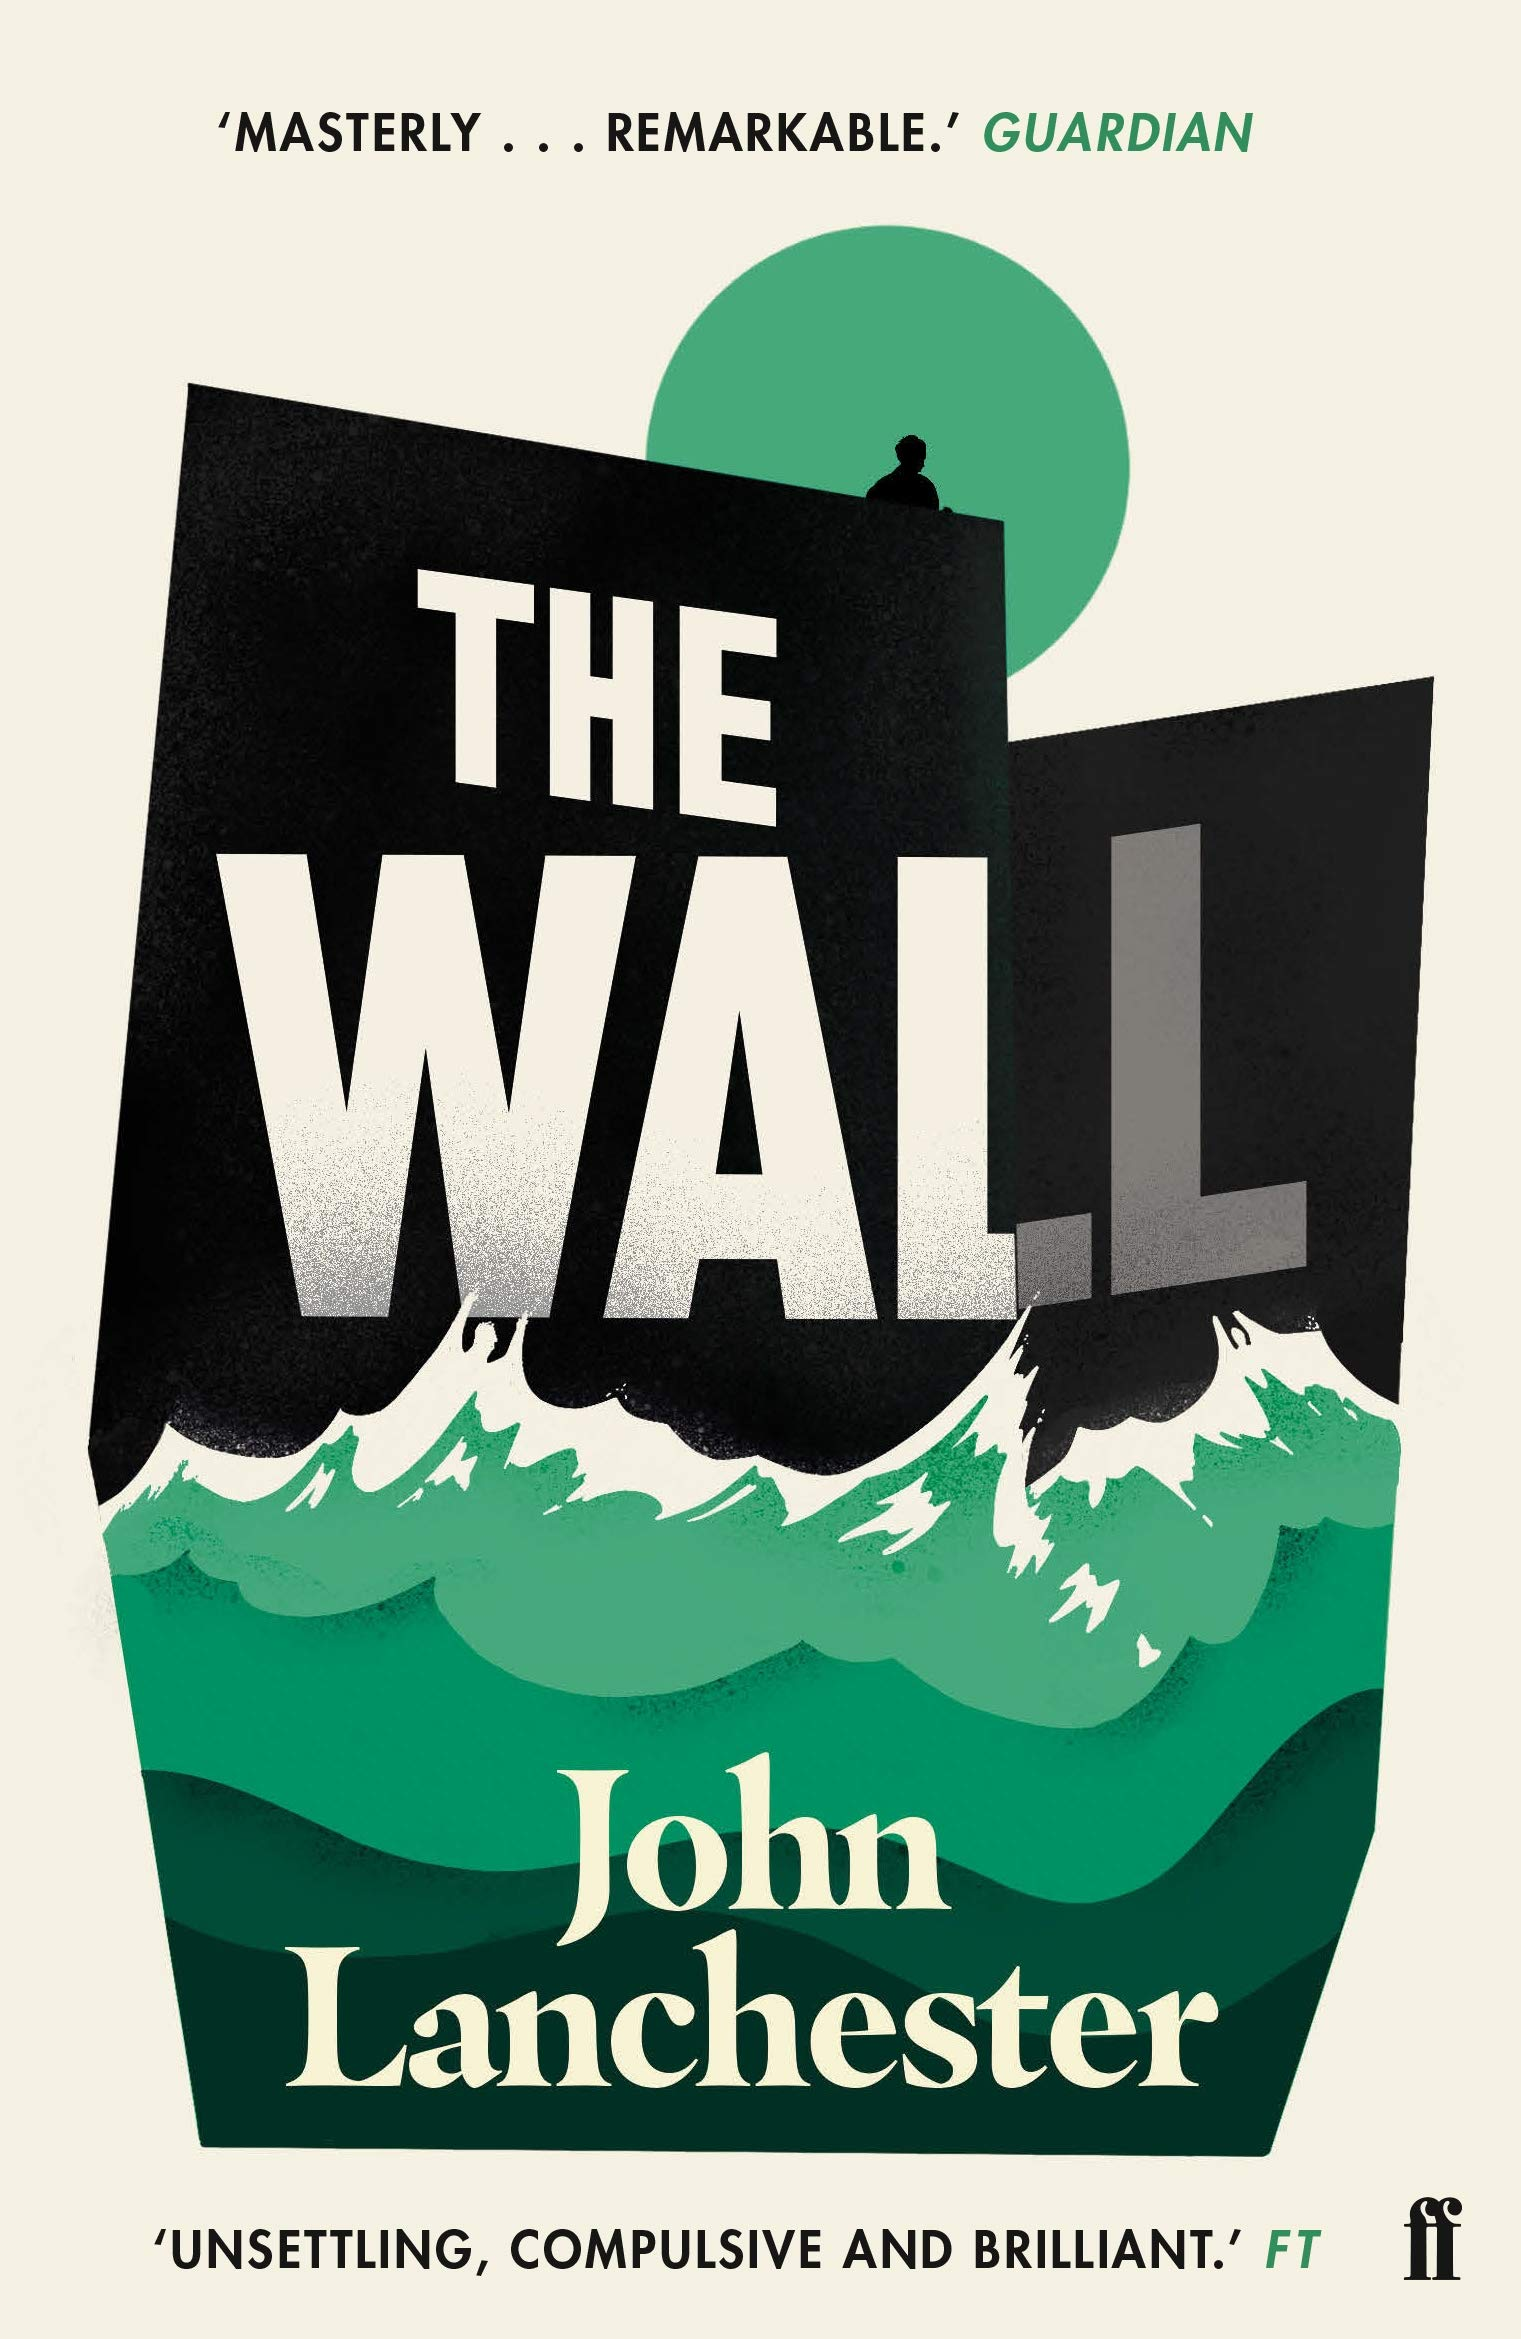 ‘MASTERLY . . . REMARKABLE.’ GUARDIAN
THE
WALL
John
Lanchester
‘UNSETTLING, COMPULSIVE AND BRILLIANT.’ FT
ff